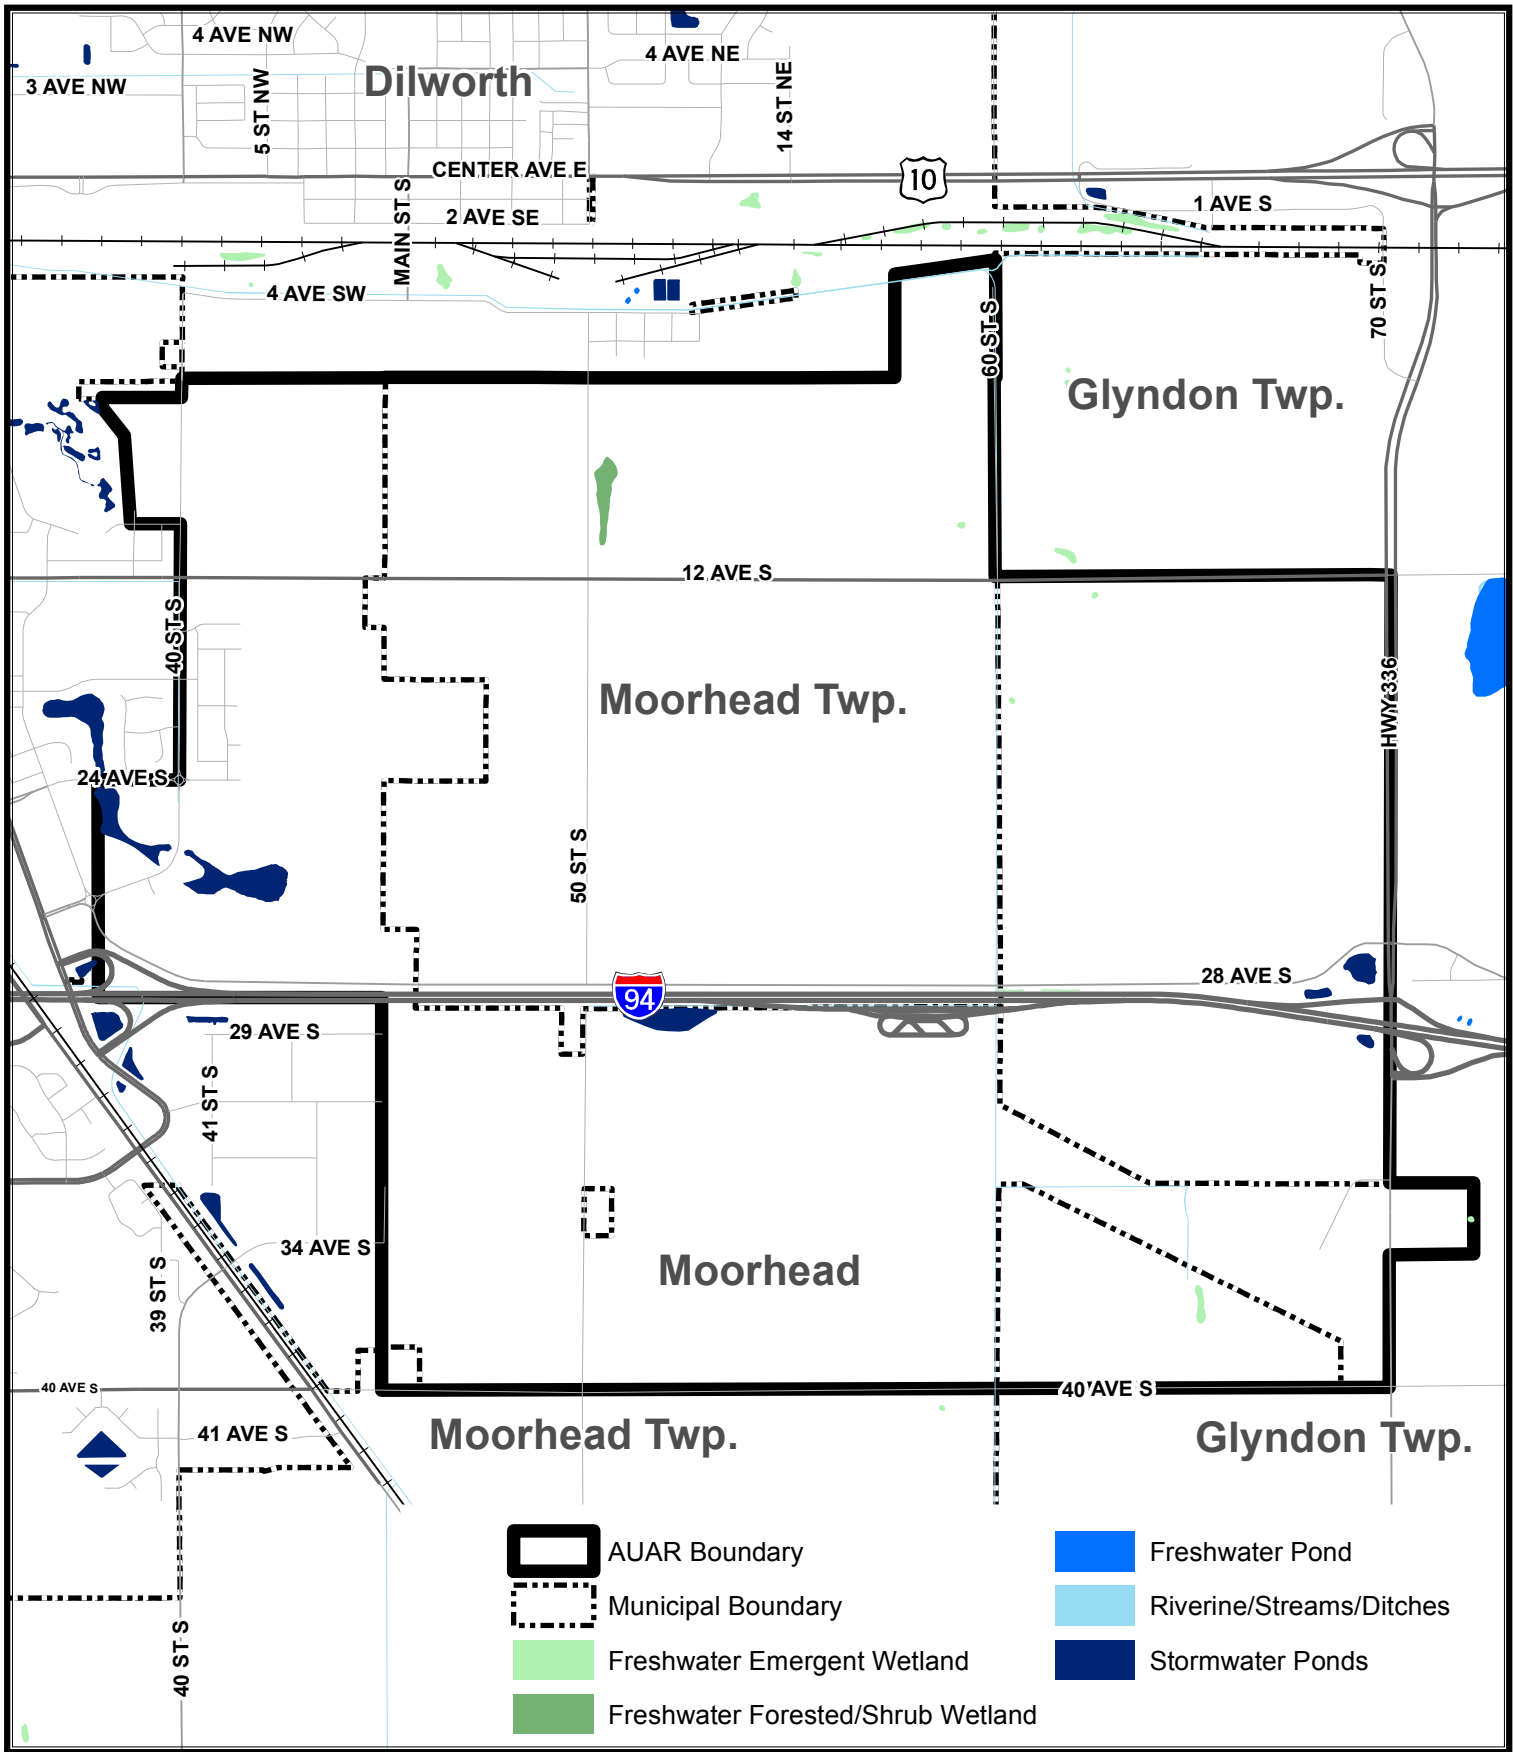 4 AVE NW
4 AVE NE
3 AVE NW
Dilworth
5 ST NW
14 ST NE
CENTER AVE E
10
MAIN ST S
2 AVE SE
1 AVE S
4 AVE SW
60 ST S
70 ST S
Glyndon Twp.
12 AVE S
40 ST S
Moorhead Twp.
HWY 336
24 AVE S
50 ST S
28 AVE S
94
29 AVE S
41 ST S
34 AVE S
Moorhead
39 ST S
40 AVE S
40 AVE S
41 AVE S
Moorhead Twp.
Glyndon Twp.
40 ST S
AUAR Boundary
Municipal Boundary
Freshwater Emergent Wetland
Freshwater Forested/Shrub Wetland
Freshwater Pond
Riverine/Streams/Ditches
Stormwater Ponds